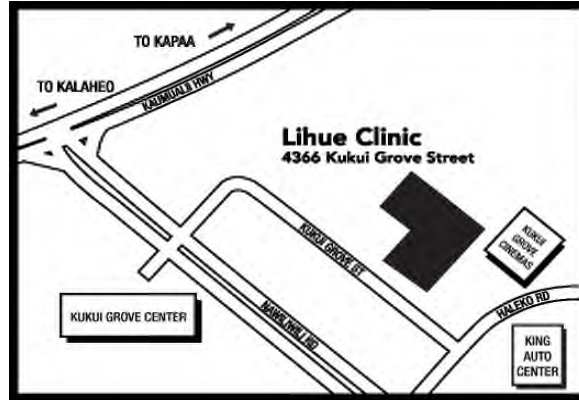 TO KAPAA
TO KALAHEO
KAUMUALII HWY
Lihue Clinic
4366 Kukui Grove Street
KUKUI GROVE ST
KUKUI
GROVE
CINEMAS
HALEKO RD
KUKUI GROVE CENTER
NAWILIWILI RD
KING
AUTO
CENTER